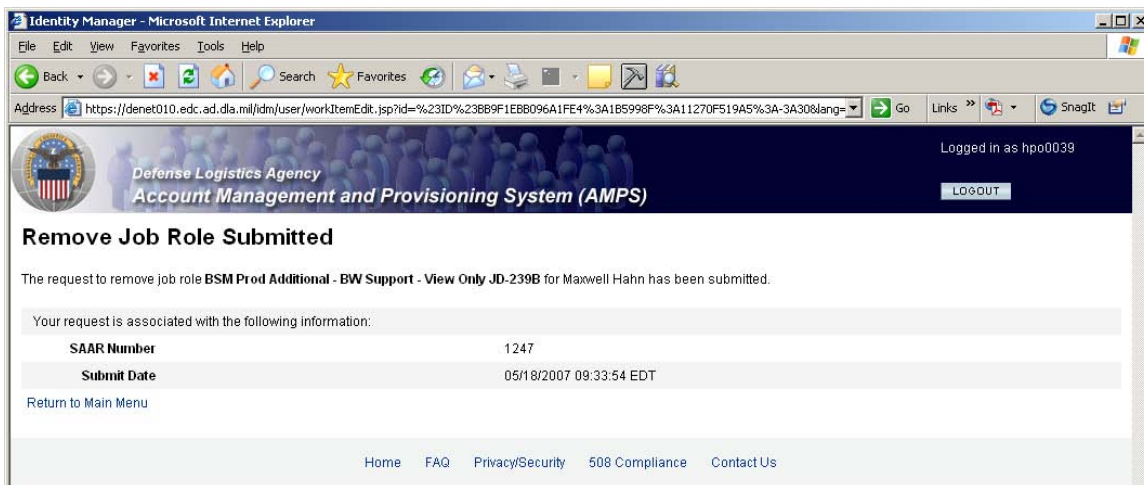 Identity Manager - Microsoft Internet Explorer
File Edit View Favorites Tools Help
Back Search Favorites
Address https://denet010.edc.ad.dla.mil/idm/user/workItemEdit.jsp?id=%23ID%23BB9F1EBB096A1FE4%3A1B5998F%3A11270F519A5%3A-3A30&lang= Go Links » SnagIt
Logged in as hpo0039
Defense Logistics Agency
Account Management and Provisioning System (AMPS)
LOGOUT
Remove Job Role Submitted
The request to remove job role BSM Prod Additional - BW Support - View Only JD-239B for Maxwell Hahn has been submitted.
Your request is associated with the following information:
SAAR Number 1247
Submit Date 05/18/2007 09:33:54 EDT
Return to Main Menu
Home FAQ Privacy/Security 508 Compliance Contact Us